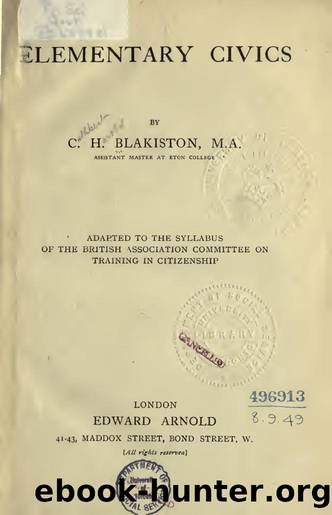 ELEMENTARY CIVICS
BY
C. H. BLAKISTON, M.A.
ASSISTANT MASTER AT ETON COLLEGE
ADAPTED TO THE SYLLABUS
OF THE BRITISH ASSOCIATION COMMITTEE ON
TRAINING IN CITIZENSHIP
LIBRARY
CANCELLED
496913
8.9.49
LONDON
EDWARD ARNOLD
41-43, MADDOX STREET, BOND STREET, W.
[All rights reserved]
ebook-hunter.org